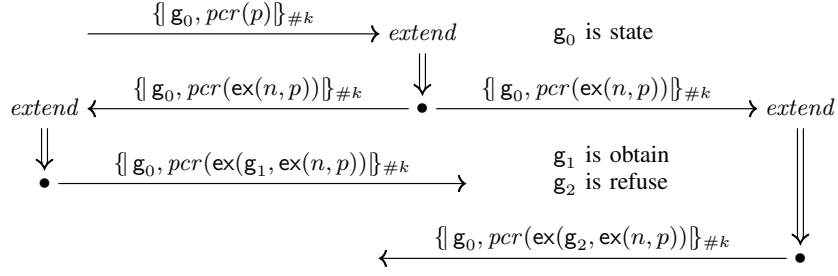 {| g₀, pcr(p)|}#k
extend g₀ is state
extend {| g₀, pcr(ex(n, p))|}#k {| g₀, pcr(ex(n, p))|}#k extend
{| g₀, pcr(ex(g₁, ex(n, p))|}#k g₁ is obtain
g₂ is refuse
{| g₀, pcr(ex(g₂, ex(n, p))|}#k